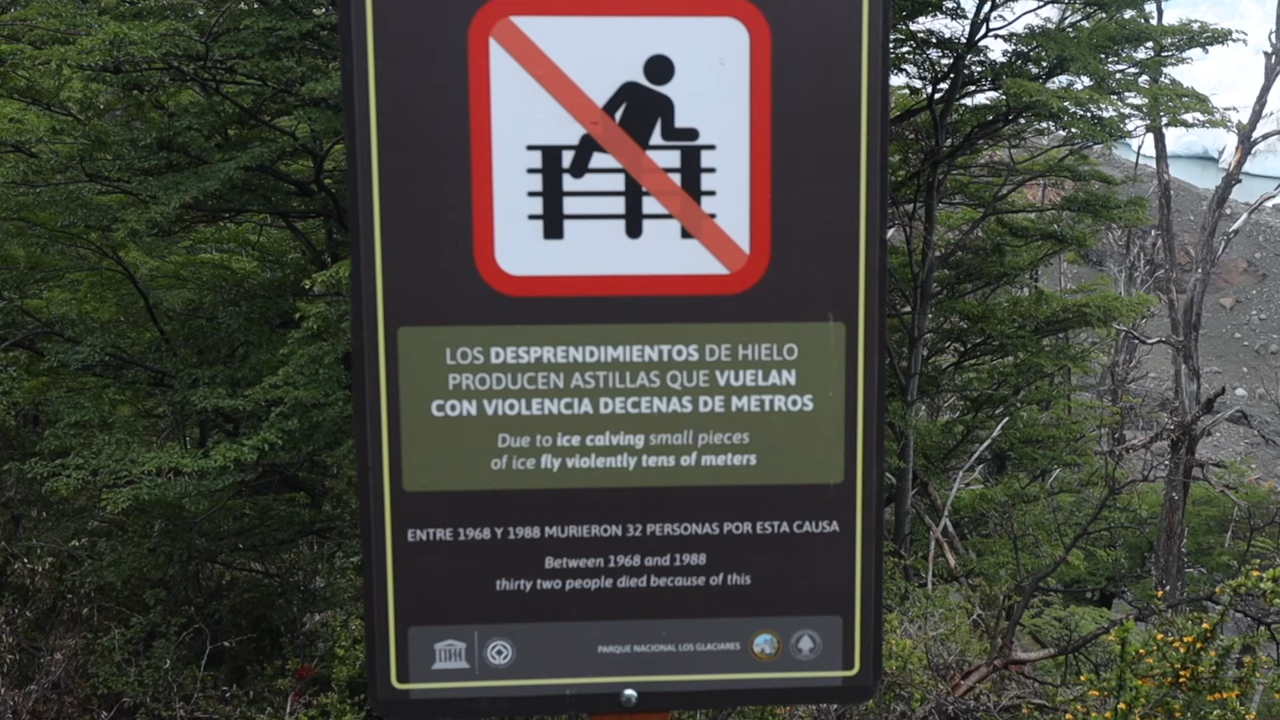 LOS DESPRENDIMIENTOS DE HIELO
PRODUCEN ASTILLAS QUE VUELAN
CON VIOLENCIA DECENAS DE METROS
Due to ice calving small pieces
of ice fly violently tens of meters
ENTRE 1968 Y 1988 MURIERON 32 PERSONAS POR ESTA CAUSA
Between 1968 and 1988
thirty two people died because of this
PARQUE NACIONAL LOS GLACIARES